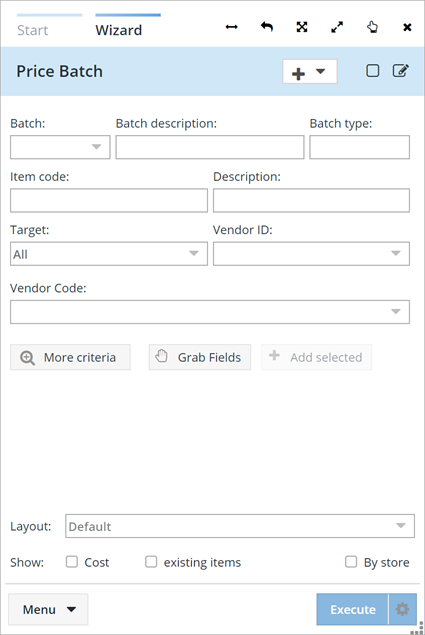 Start Wizard
Price Batch
Batch: Batch description: Batch type:
Item code: Description:
Target: Vendor ID:
All
Vendor Code:
More criteria Grab Fields Add selected
Layout: Default
Show: Cost existing items By store
Menu Execute